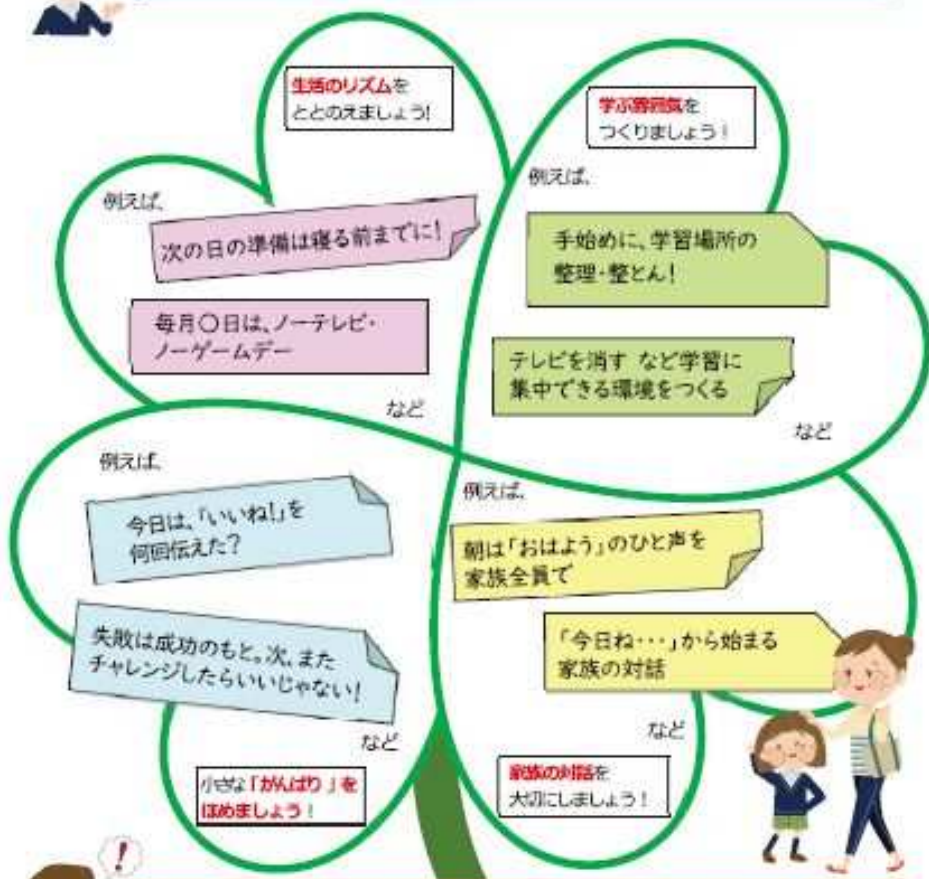 生活のリズムを
ととのえましょう!
例えば、
次の日の準備は寝る前までに!
毎月〇日は、ノーテレビ・
ノーゲームデー
など
学ぶ雰囲気を
つくりましょう!
例えば、
手始めに、学習場所の
整理・整とん!
テレビを消す など学習に
集中できる環境をつくる
など
例えば、
今日は、「いいね!」を
何回伝えた?
失敗は成功のもと。次、また
チャレンジしたらいいじゃない!
など
小さな「がんばり」を
ほめましょう!
例えば、
朝は「おはよう」のひと声を
家族全員で
「今日ね・・・」から始まる
家族の対話
など
家族の対話を
大切にしましょう!
!